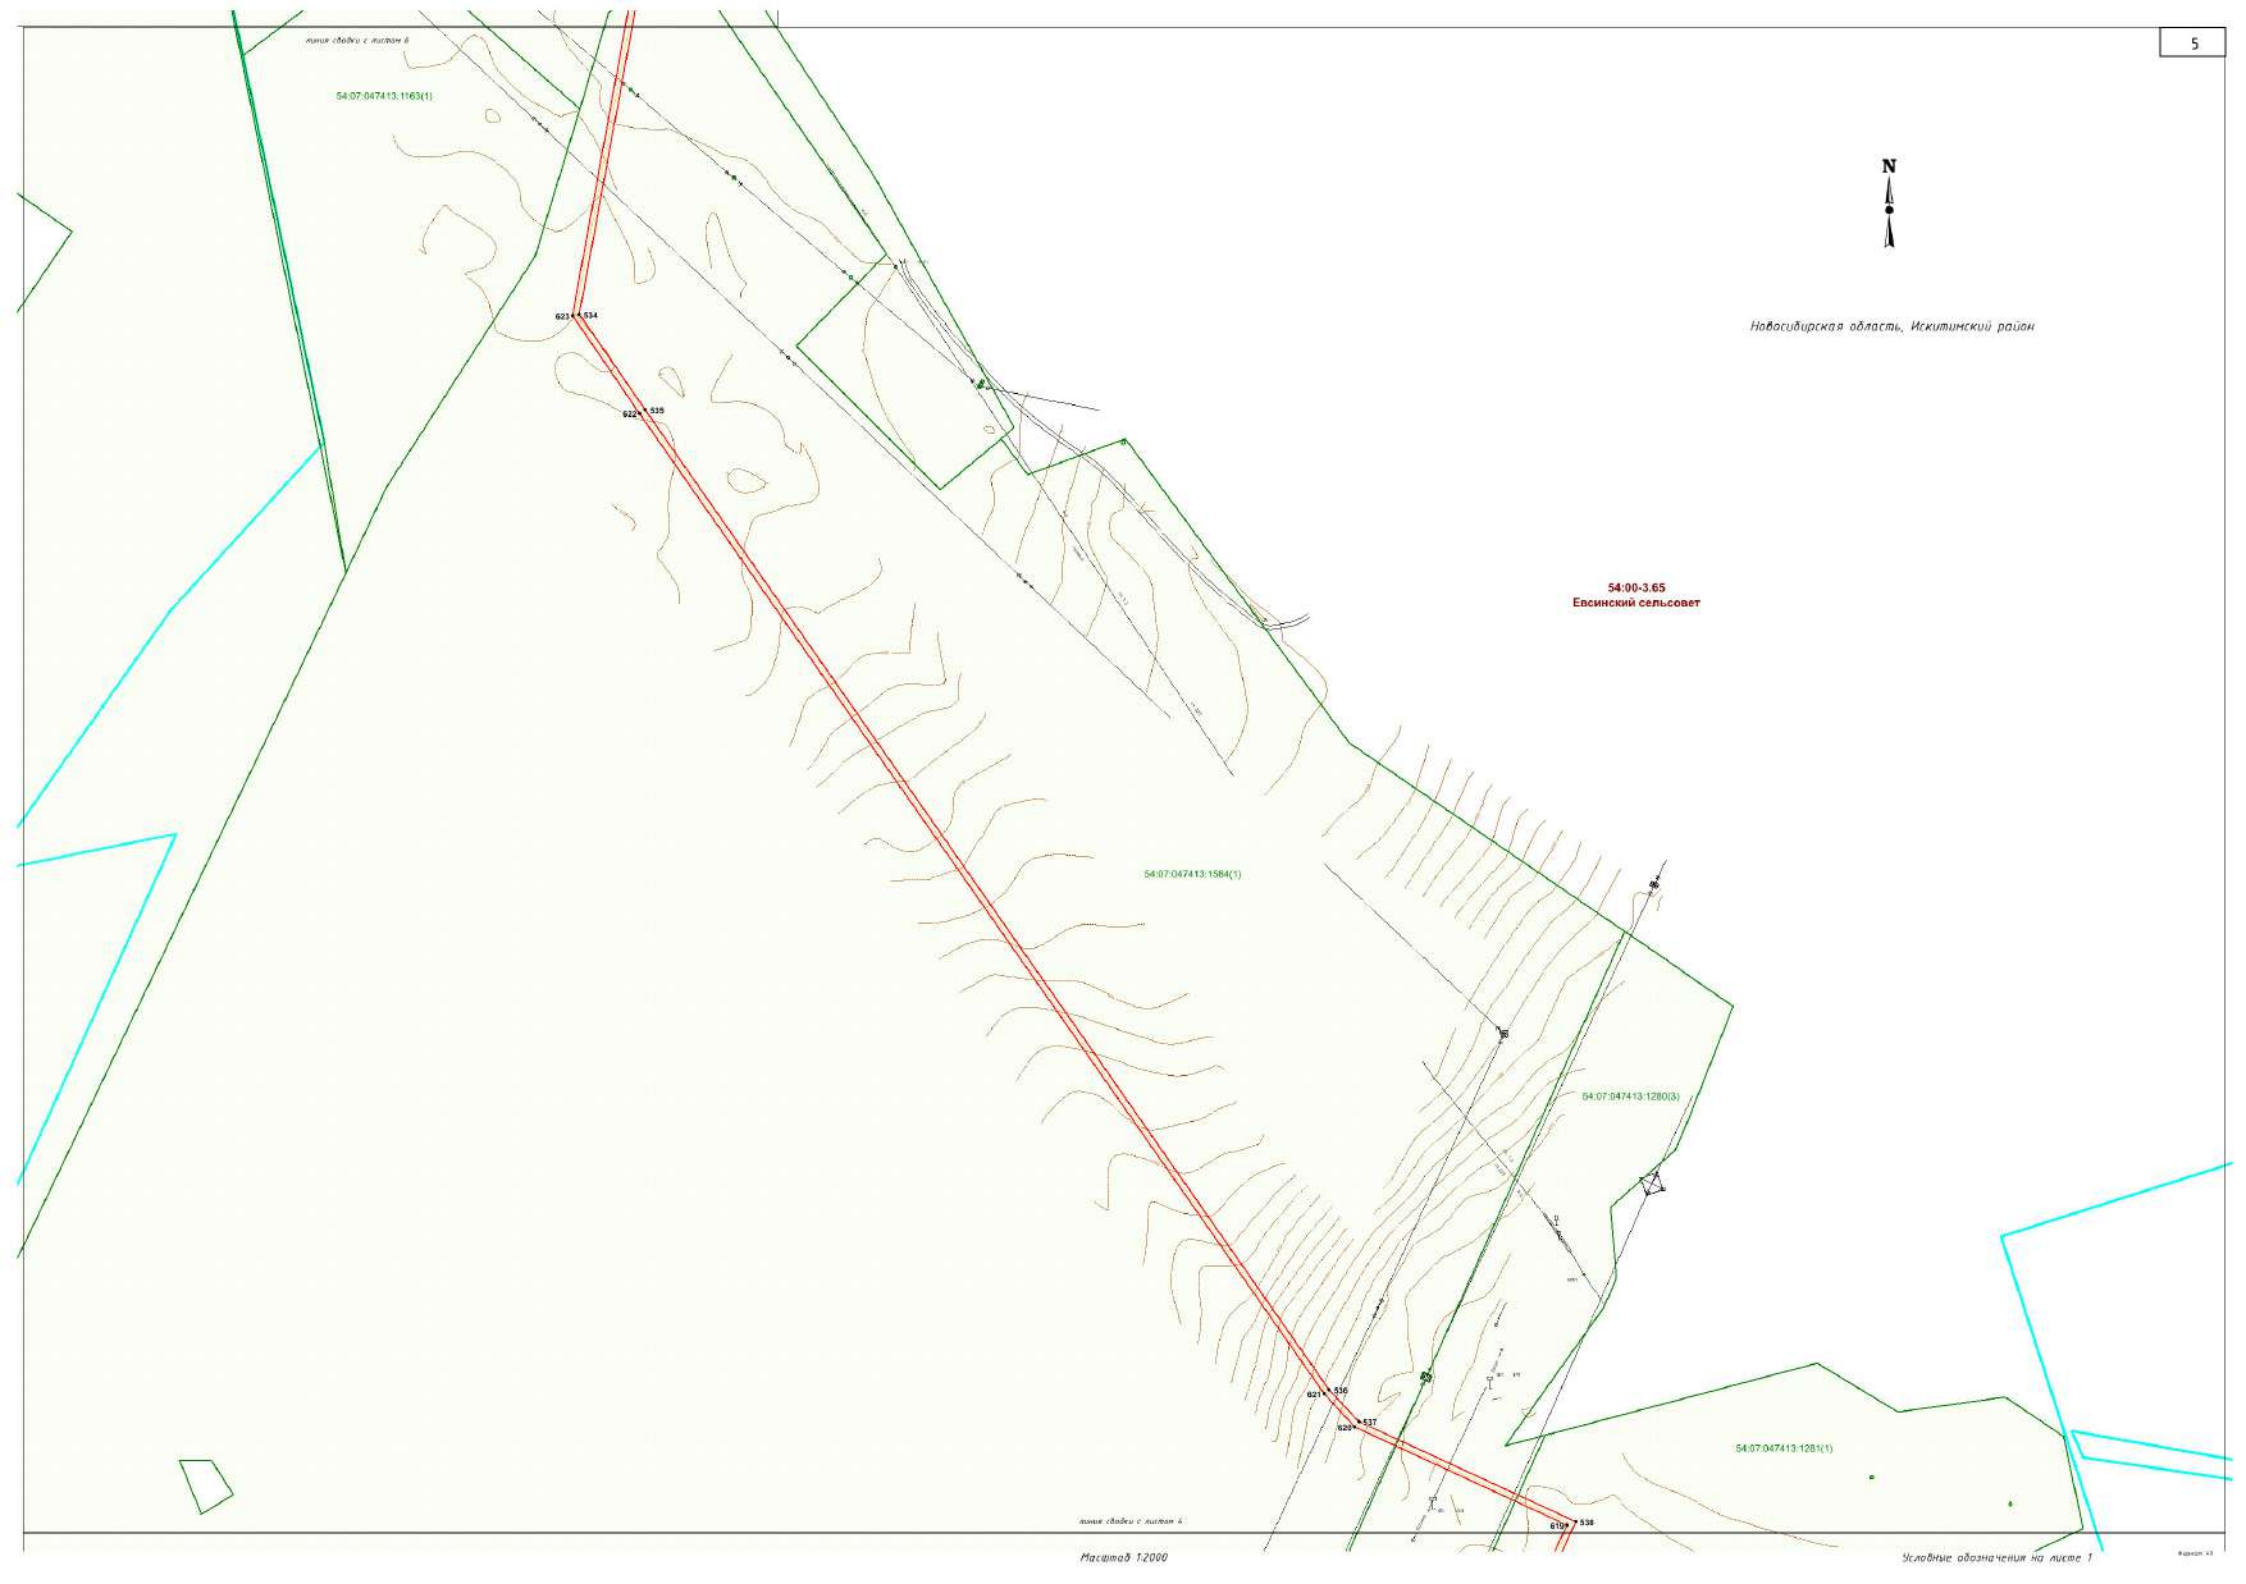 линия сводки с листом 6
5
54:07:047413:1163(1)
N
623
534
Новосибирская область, Искитимский район
622
535
54:00-3.65
Евсинский сельсовет
54:07:047413:1584(1)
54:07:047413:1280(3)
621
536
620
537
54:07:047413:1281(1)
линия сводки с листом 4
619
538
Масштаб 1:2000
Условные обозначения на листе 1